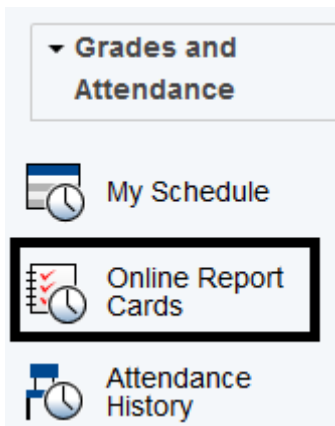 Grades and
Attendance
My Schedule
Online Report
Cards
Attendance
History